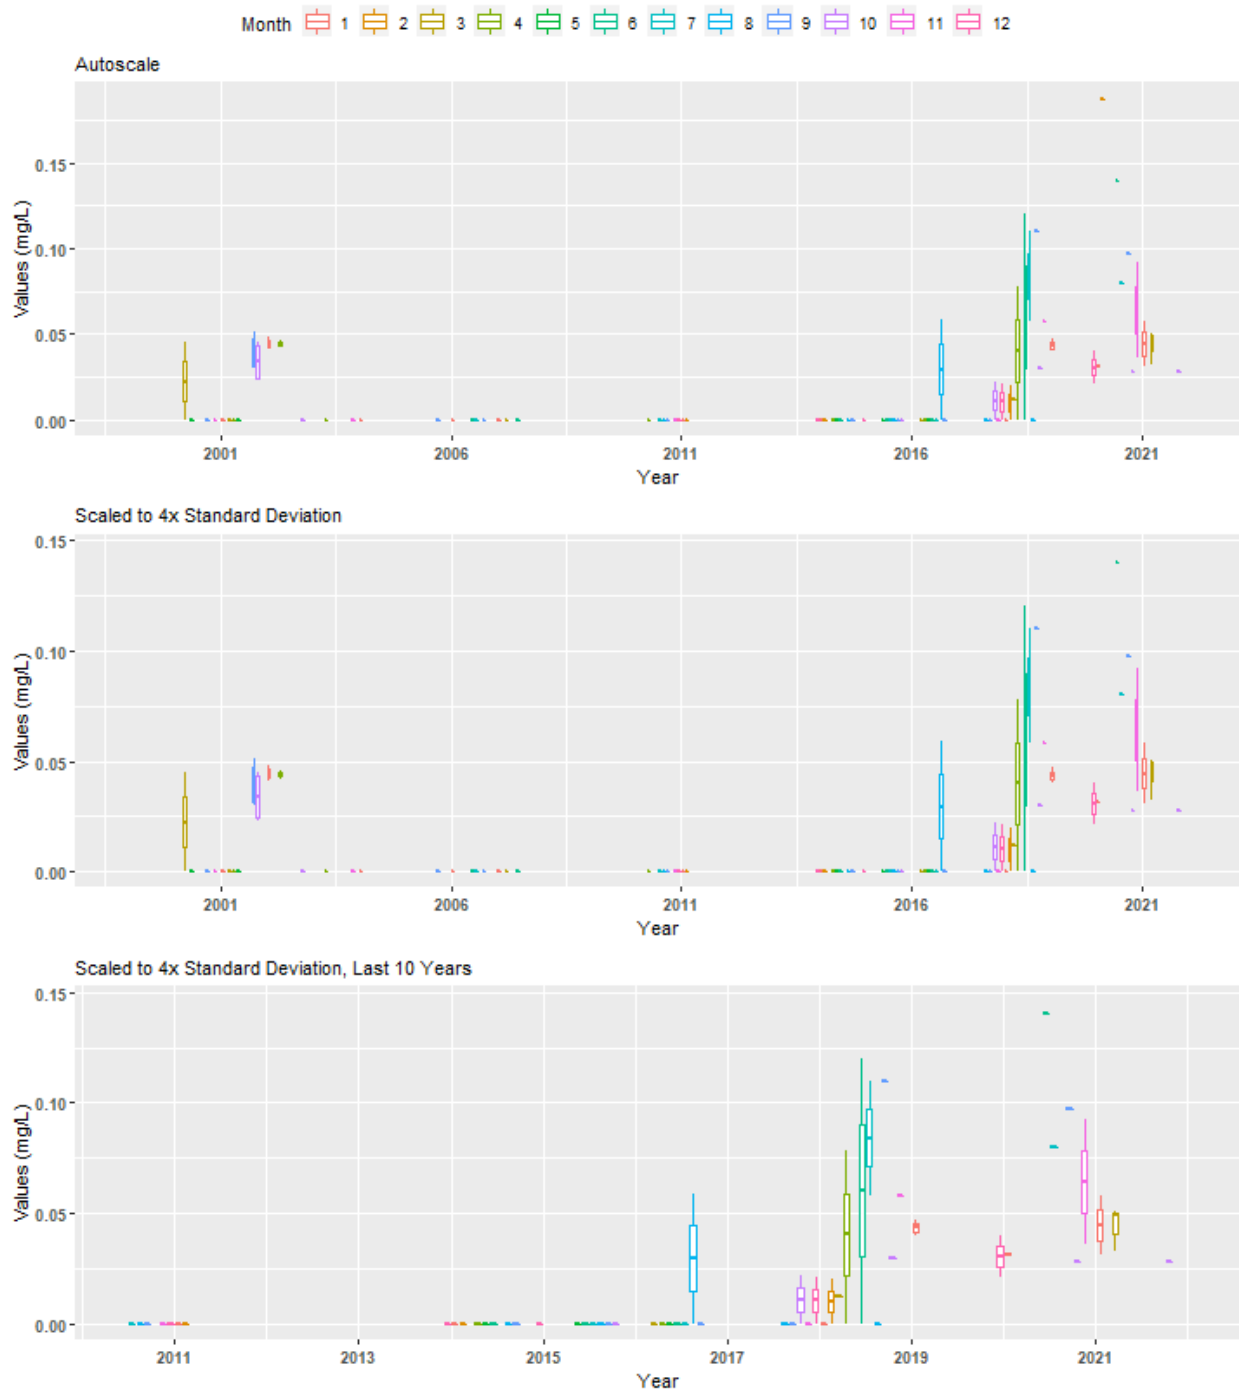 Month 1 2 3 4 5 6 7 8 9 10 11 12
Autoscale
Values (mg/L)
0.15
0.10
0.05
0.00
2001 2006 2011 2016 2021
Year
Scaled to 4x Standard Deviation
Values (mg/L)
0.15
0.10
0.05
0.00
2001 2006 2011 2016 2021
Year
Scaled to 4x Standard Deviation, Last 10 Years
Values (mg/L)
0.15
0.10
0.05
0.00
2011 2013 2015 2017 2019 2021
Year